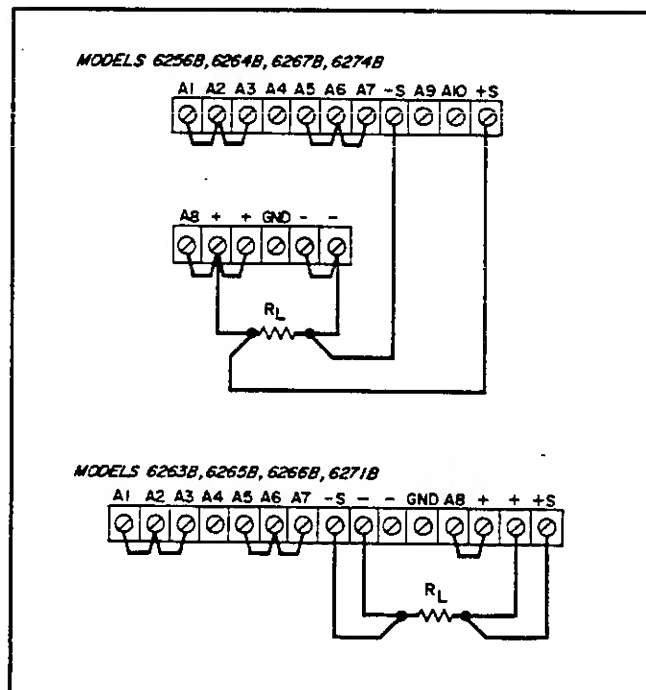 MODELS 6256B, 6264B, 6267B, 6274B
A1 A2 A3 A4 A5 A6 A7 -S A9 A10 +S
A8 + + GND - -
RL
MODELS 6263B, 6265B, 6266B, 6271B
A1 A2 A3 A4 A5 A6 A7 -S - - GND A8 + + +S
RL